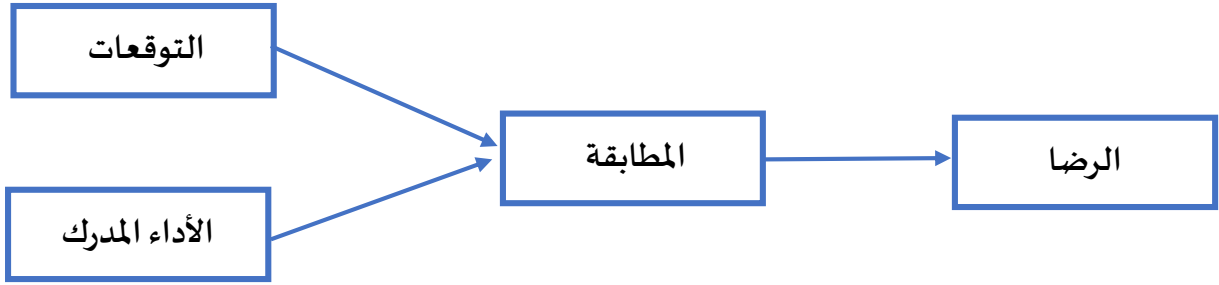 التوقعات
المطابقة
الرضا
الأداء المدرك